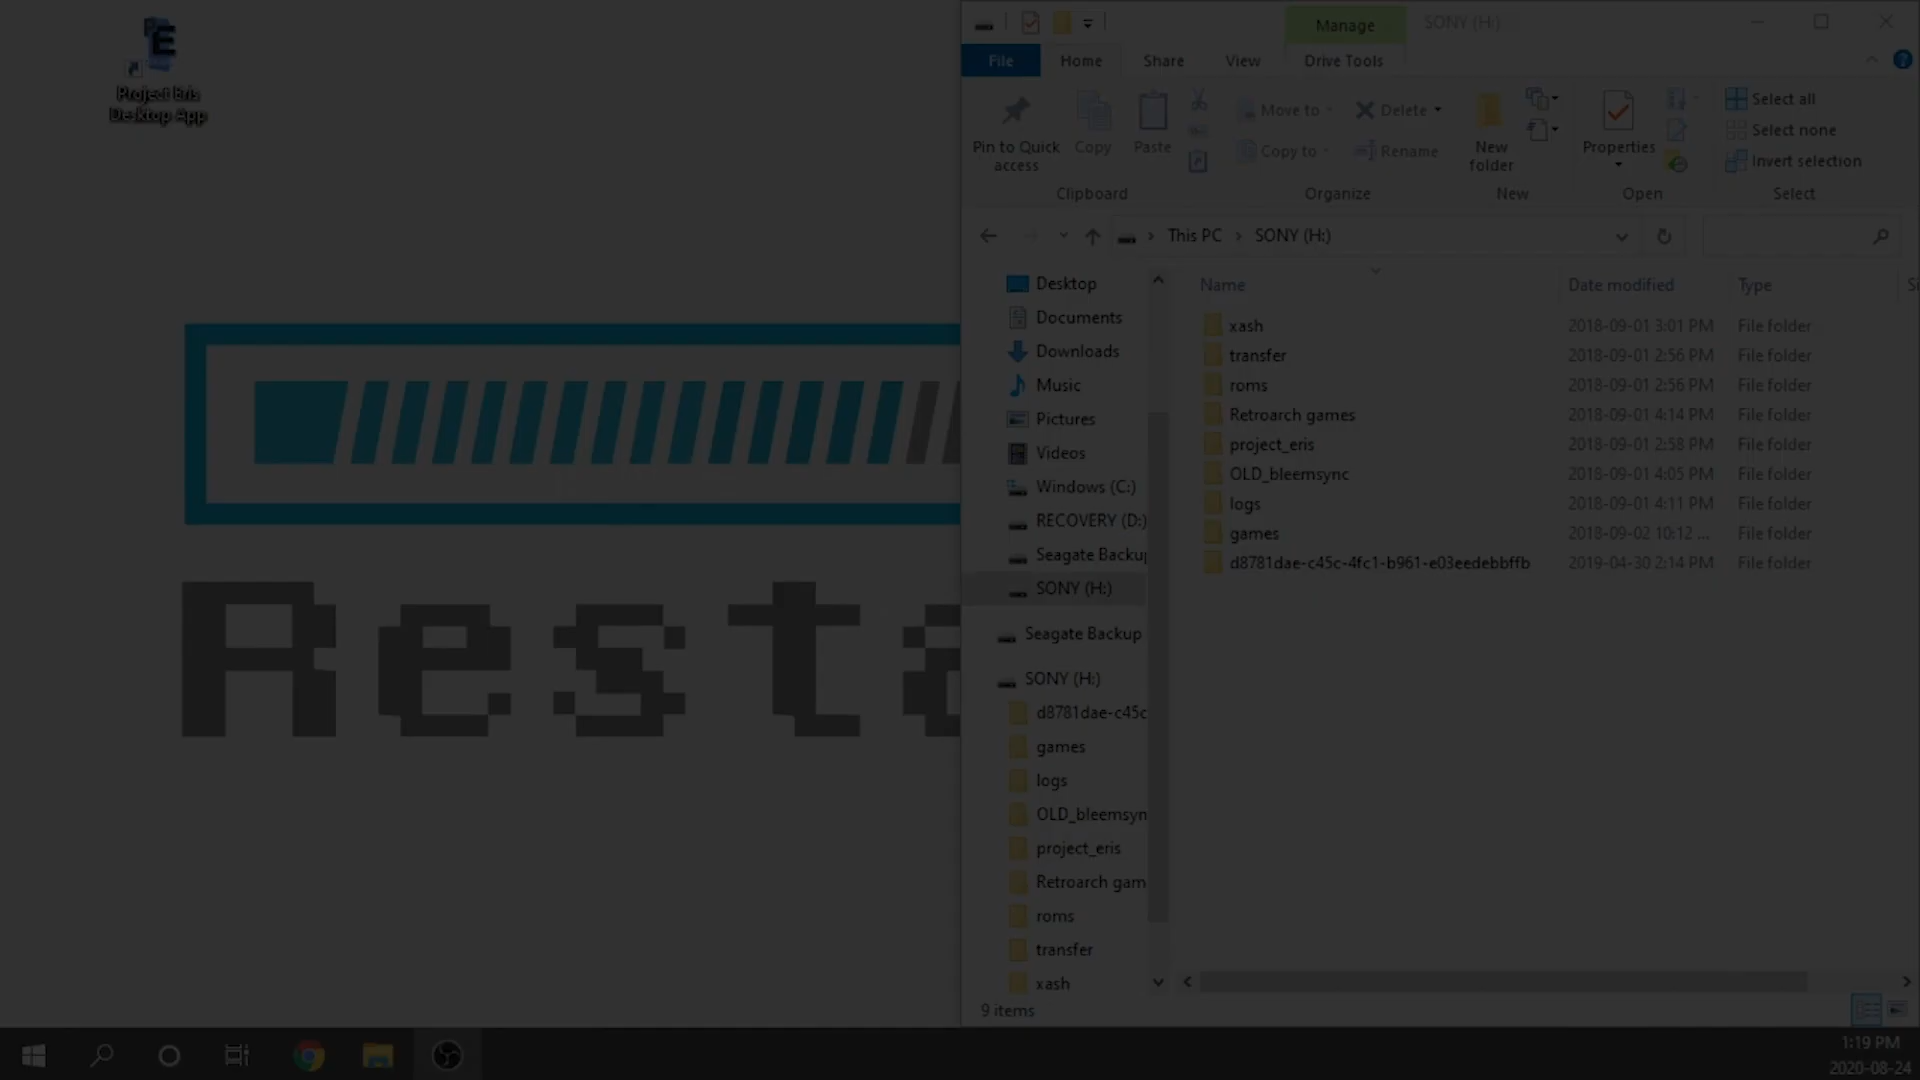 Project Eris
Desktop App
Resta
Manage
SONY (H:)
File
Home
Share
View
Drive Tools
Pin to Quick
access
Copy
Paste
Move to
Copy to
Delete
Rename
New
folder
Properties
Select all
Select none
Invert selection
Clipboard
Organize
New
Open
Select
This PC
SONY (H:)
Desktop
Documents
Downloads
Music
Pictures
Videos
Windows (C:)
RECOVERY (D:)
Seagate Backup
SONY (H:)
Seagate Backup
SONY (H:)
d8781dae-c45c
games
logs
OLD_bleemsyn
project_eris
Retroarch gam
roms
transfer
xash
Name Date modified Type Si
xash 2018-09-01 3:01 PM File folder
transfer 2018-09-01 2:56 PM File folder
roms 2018-09-01 2:56 PM File folder
Retroarch games 2018-09-01 4:14 PM File folder
project_eris 2018-09-01 2:58 PM File folder
OLD_bleemsync 2018-09-01 4:05 PM File folder
logs 2018-09-01 4:11 PM File folder
games 2018-09-02 10:12 ... File folder
d8781dae-c45c-4fc1-b961-e03eedebbffb 2019-04-30 2:14 PM File folder
9 items
1:19 PM
2020-08-24